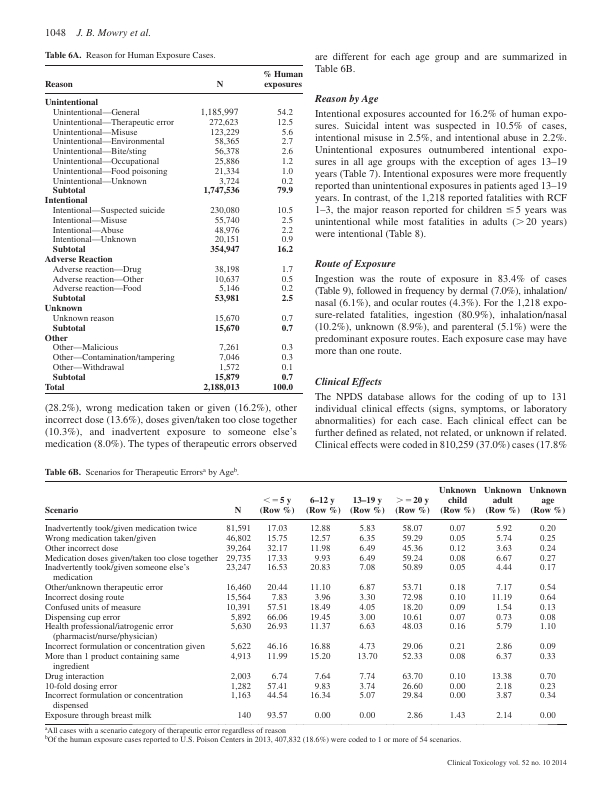 1048 J. B. Mowry et al.
Table 6A. Reason for Human Exposure Cases.
Reason N % Human exposures
Unintentional
Unintentional—General 1,185,997 54.2
Unintentional—Therapeutic error 272,623 12.5
Unintentional—Misuse 123,229 5.6
Unintentional—Environmental 58,365 2.7
Unintentional—Bite/sting 56,378 2.6
Unintentional—Occupational 25,886 1.2
Unintentional—Food poisoning 21,334 1.0
Unintentional—Unknown 3,724 0.2
Subtotal 1,747,536 79.9
Intentional
Intentional—Suspected suicide 230,080 10.5
Intentional—Misuse 55,740 2.5
Intentional—Abuse 48,976 2.2
Intentional—Unknown 20,151 0.9
Subtotal 354,947 16.2
Adverse Reaction
Adverse reaction—Drug 38,198 1.7
Adverse reaction—Other 10,637 0.5
Adverse reaction—Food 5,146 0.2
Subtotal 53,981 2.5
Unknown
Unknown reason 15,670 0.7
Subtotal 15,670 0.7
Other
Other—Malicious 7,261 0.3
Other—Contamination/tampering 7,046 0.3
Other—Withdrawal 1,572 0.1
Subtotal 15,879 0.7
Total 2,188,013 100.0
(28.2%), wrong medication taken or given (16.2%), other
incorrect dose (13.6%), doses given/taken too close together
(10.3%), and inadvertent exposure to someone else's
medication (8.0%). The types of therapeutic errors observed
are different for each age group and are summarized in
Table 6B.
Reason by Age
Intentional exposures accounted for 16.2% of human expo-
sures. Suicidal intent was suspected in 10.5% of cases,
intentional misuse in 2.5%, and intentional abuse in 2.2%.
Unintentional exposures outnumbered intentional expo-
sures in all age groups with the exception of ages 13–19
years (Table 7). Intentional exposures were more frequently
reported than unintentional exposures in patients aged 13–19
years. In contrast, of the 1,218 reported fatalities with RCF
1–3, the major reason reported for children ≤5 years was
unintentional while most fatalities in adults (>20 years)
were intentional (Table 8).
Route of Exposure
Ingestion was the route of exposure in 83.4% of cases
(Table 9), followed in frequency by dermal (7.0%), inhalation/
nasal (6.1%), and ocular routes (4.3%). For the 1,218 expo-
sure-related fatalities, ingestion (80.9%), inhalation/nasal
(10.2%), unknown (8.9%), and parenteral (5.1%) were the
predominant exposure routes. Each exposure case may have
more than one route.
Clinical Effects
The NPDS database allows for the coding of up to 131
individual clinical effects (signs, symptoms, or laboratory
abnormalities) for each case. Each clinical effect can be
further defined as related, not related, or unknown if related.
Clinical effects were coded in 810,259 (37.0%) cases (17.8%
Table 6B. Scenarios for Therapeutic Errorsᵃ by Ageᵇ.
Scenario N <=5 y (Row %) 6–12 y (Row %) 13–19 y (Row %) >=20 y (Row %) Unknown child (Row %) Unknown adult (Row %) Unknown age (Row %)
Inadvertently took/given medication twice 81,591 17.03 12.88 5.83 58.07 0.07 5.92 0.20
Wrong medication taken/given 46,802 15.75 12.57 6.35 59.29 0.05 5.74 0.25
Other incorrect dose 39,264 32.17 11.98 6.49 45.36 0.12 3.63 0.24
Medication doses given/taken too close together 29,735 17.33 9.93 6.49 59.24 0.08 6.67 0.27
Inadvertently took/given someone else's 23,247 16.53 20.83 7.08 50.89 0.05 4.44 0.17
medication
Other/unknown therapeutic error 16,460 20.44 11.10 6.87 53.71 0.18 7.17 0.54
Incorrect dosing route 15,564 7.83 3.96 3.30 72.98 0.10 11.19 0.64
Confused units of measure 10,391 57.51 18.49 4.05 18.20 0.09 1.54 0.13
Dispensing cup error 5,892 66.06 19.45 3.00 10.61 0.07 0.73 0.08
Health professional/iatrogenic error 5,630 26.93 11.37 6.63 48.03 0.16 5.79 1.10
(pharmacist/nurse/physician)
Incorrect formulation or concentration given 5,622 46.16 16.88 4.73 29.06 0.21 2.86 0.09
More than 1 product containing same 4,913 11.99 15.20 13.70 52.33 0.08 6.37 0.33
ingredient
Drug interaction 2,003 6.74 7.64 7.74 63.70 0.10 13.38 0.70
10-fold dosing error 1,282 57.41 9.83 3.74 26.60 0.00 2.18 0.23
Incorrect formulation or concentration 1,163 44.54 16.34 5.07 29.84 0.00 3.87 0.34
dispensed
Exposure through breast milk 140 93.57 0.00 0.00 2.86 1.43 2.14 0.00
ᵃAll cases with a scenario category of therapeutic error regardless of reason
ᵇOf the human exposure cases reported to U.S. Poison Centers in 2013, 407,832 (18.6%) were coded to 1 or more of 54 scenarios.
Clinical Toxicology vol. 52 no. 10 2014